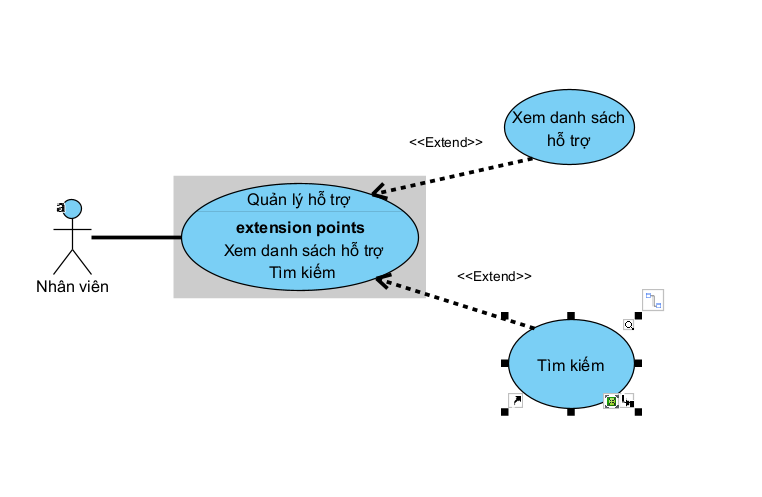 Xem danh sách
hỗ trợ
<<Extend>>
Quản lý hỗ trợ
extension points
Xem danh sách hỗ trợ
Tìm kiếm
a
Nhân viên
<<Extend>>
Tìm kiếm